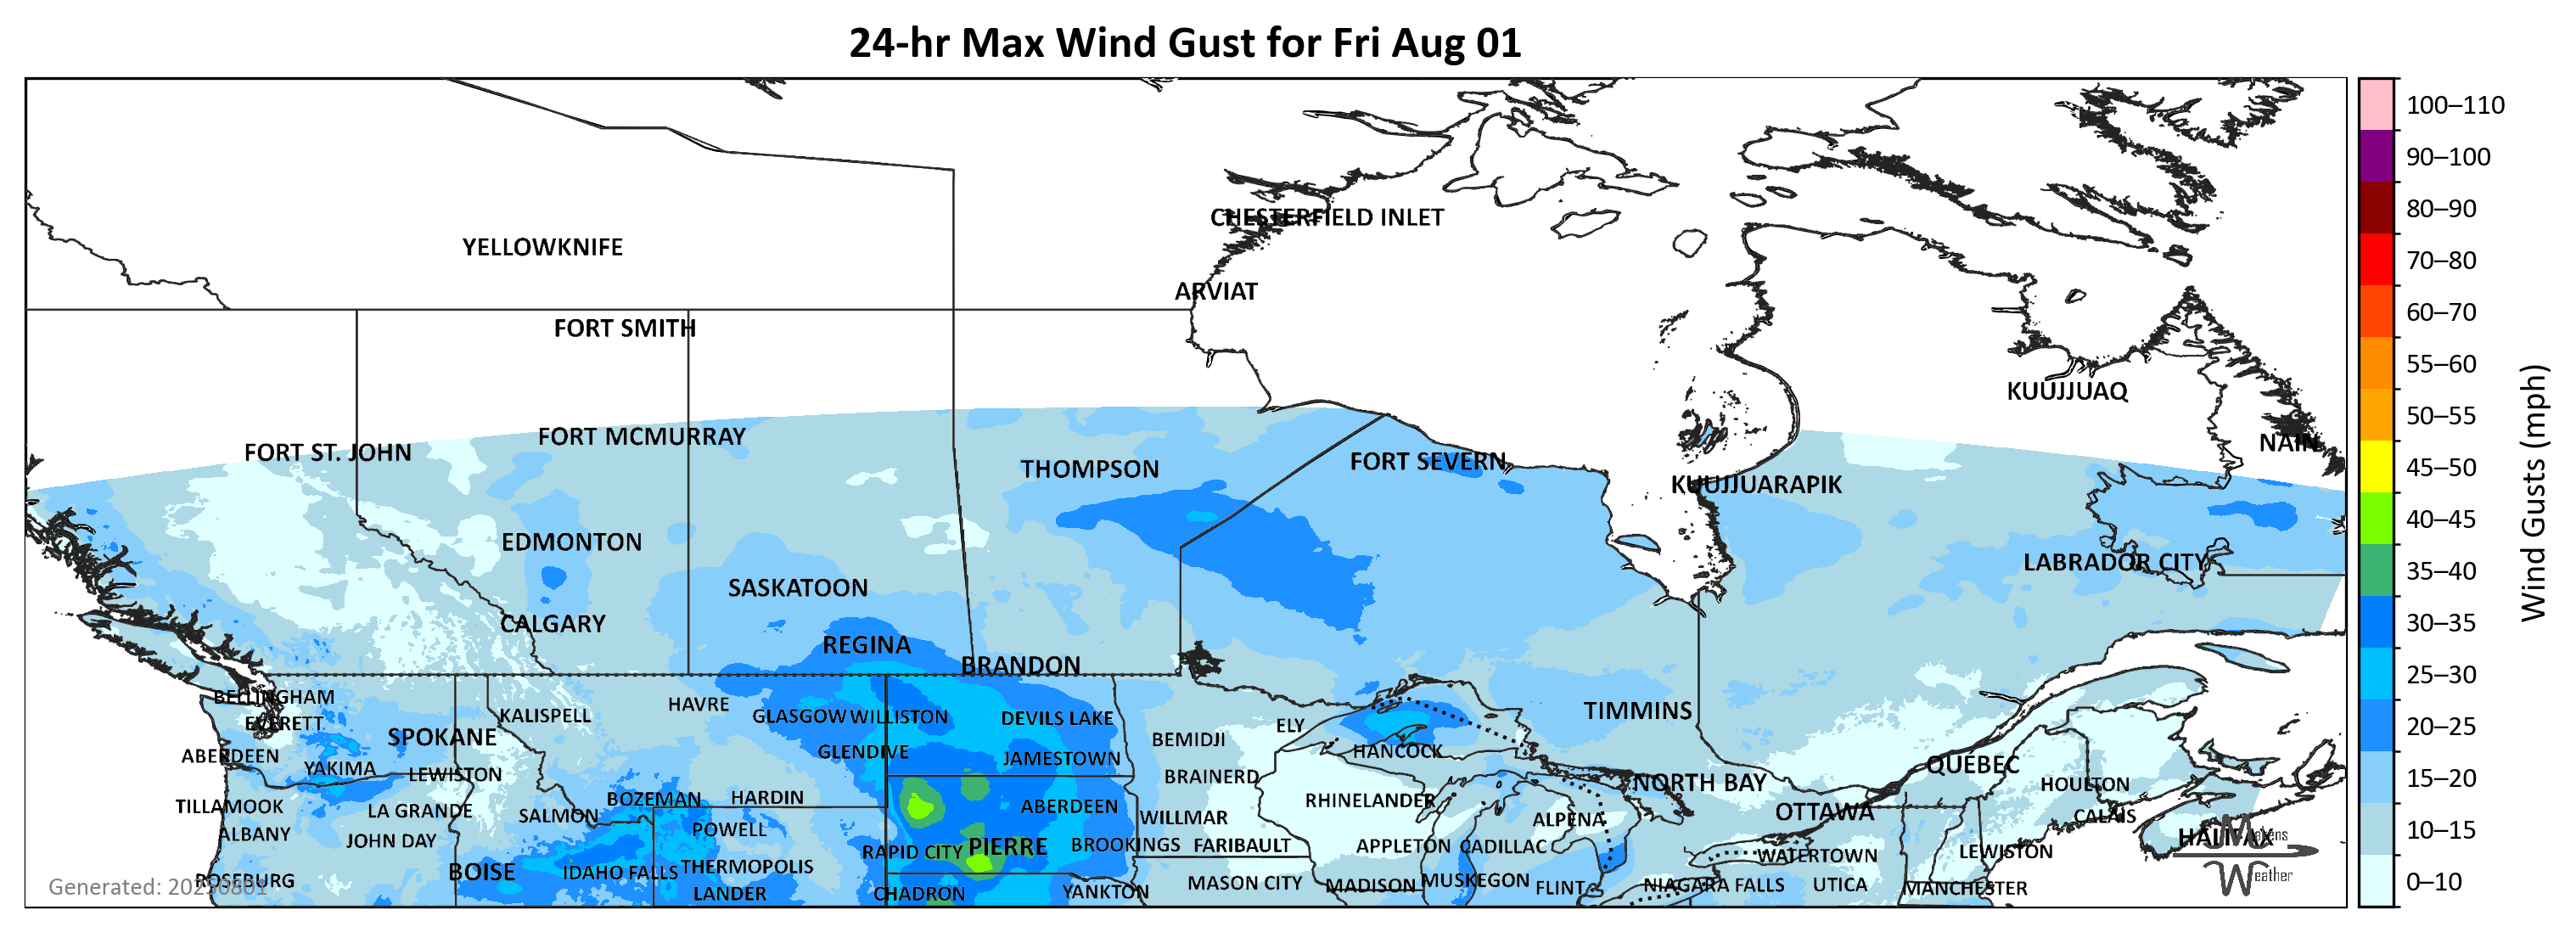 24-hr Max Wind Gust for Fri Aug 01
100–110
90–100
80–90
70–80
60–70
55–60
50–55
45–50
40–45
35–40
30–35
25–30
20–25
15–20
10–15
0–10
Wind Gusts (mph)
CHESTERFIELD INLET
YELLOWKNIFE
ARVIAT
FORT SMITH
KUUJJUAQ
FORT MCMURRAY
NAIN
FORT ST. JOHN
FORT SEVERN
THOMPSON
KUUJJUARAPIK
EDMONTON
LABRADOR CITY
SASKATOON
CALGARY
REGINA
BRANDON
BELLINGHAM
HAVRE
TIMMINS
KALISPELL
GLASGOW
WILLISTON
DEVILS LAKE
EVERETT
ELY
SPOKANE
BEMIDJI
GLENDIVE
HANCOCK
ABERDEEN
JAMESTOWN
QUÉBEC
YAKIMA
LEWISTON
BRAINERD
NORTH BAY
HOULTON
BOZEMAN
HARDIN
RHINELANDER
TILLAMOOK
LA GRANDE
ABERDEEN
OTTAWA
SALMON
WILLMAR
CALAIS
ALPENA
POWELL
ALBANY
HALIFAX
JOHN DAY
PIERRE
BROOKINGS
FARIBAULT
APPLETON
CADILLAC
RAPID CITY
LEWISTON
WATERTOWN
THERMOPOLIS
BOISE
IDAHO FALLS
ROSEBURG
MUSKEGON
MASON CITY
MADISON
NIAGARA FALLS
UTICA
FLINT
MANCHESTER
YANKTON
LANDER
CHADRON
Generated: 20250801
Makens
Weather